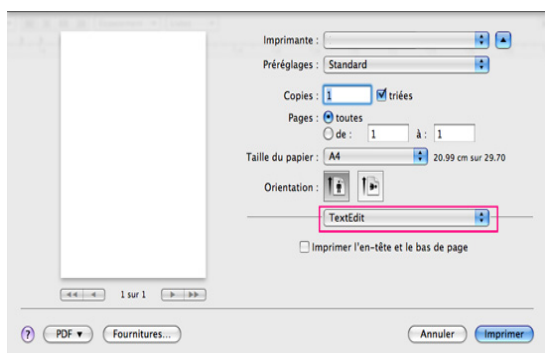 Imprimante :
Préréglages : Standard
Copies : 1 triées
Pages : toutes
de : 1 à : 1
Taille du papier : A4 20.99 cm sur 29.70
Orientation :
TextEdit
Imprimer l'en-tête et le bas de page
1 sur 1
? PDF Fournitures... Annuler Imprimer